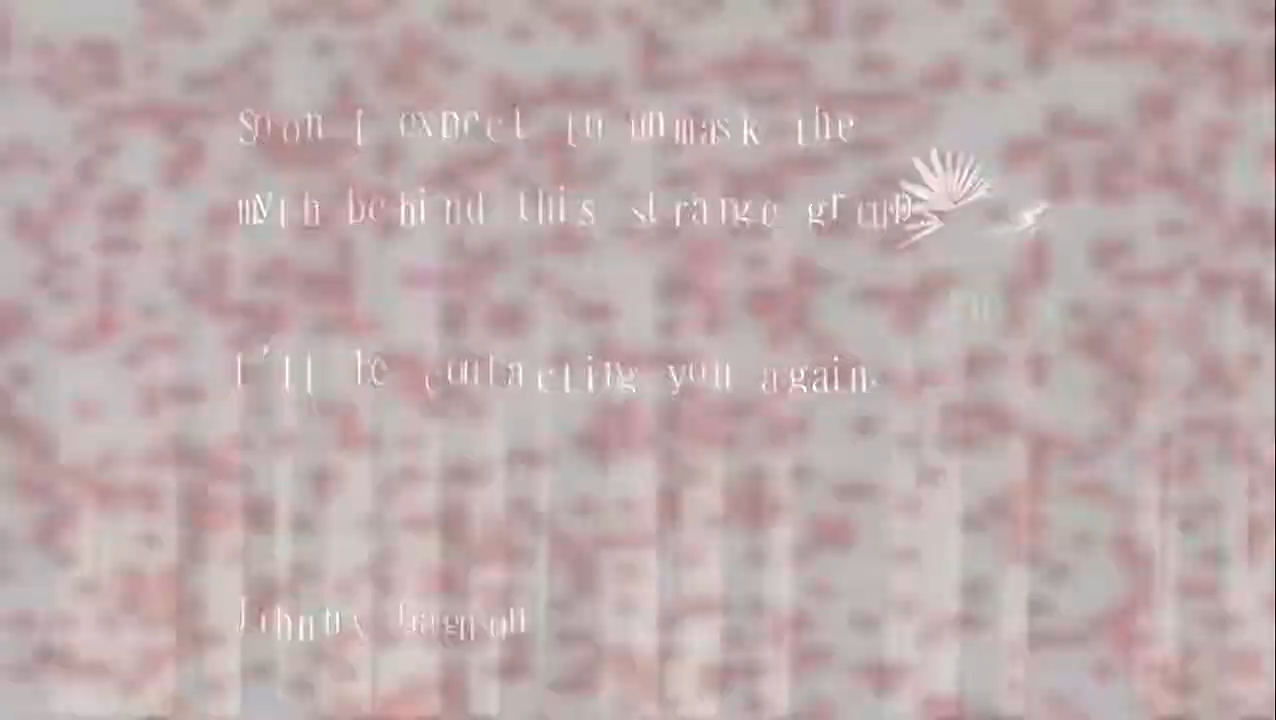 Soon I expect to unmask the
myth behind this strange group.
I'll be contacting you again.
Johnny